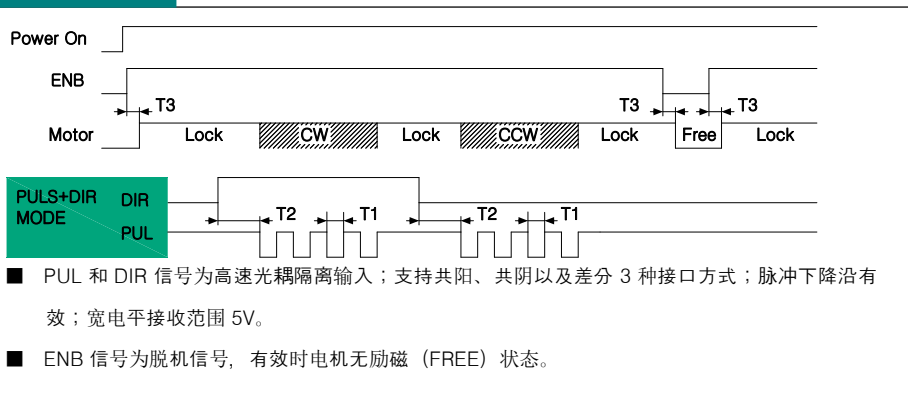 Power On
ENB
T3 T3 T3
Motor Lock CW Lock CCW Lock Free Lock
PULS+DIR MODE
DIR
PUL
T2 T1 T2 T1
■ PUL 和 DIR 信号为高速光耦隔离输入；支持共阳、共阴以及差分 3 种接口方式；脉冲下降沿有
效；宽电平接收范围 5V。
■ ENB 信号为脱机信号，有效时电机无励磁（FREE）状态。